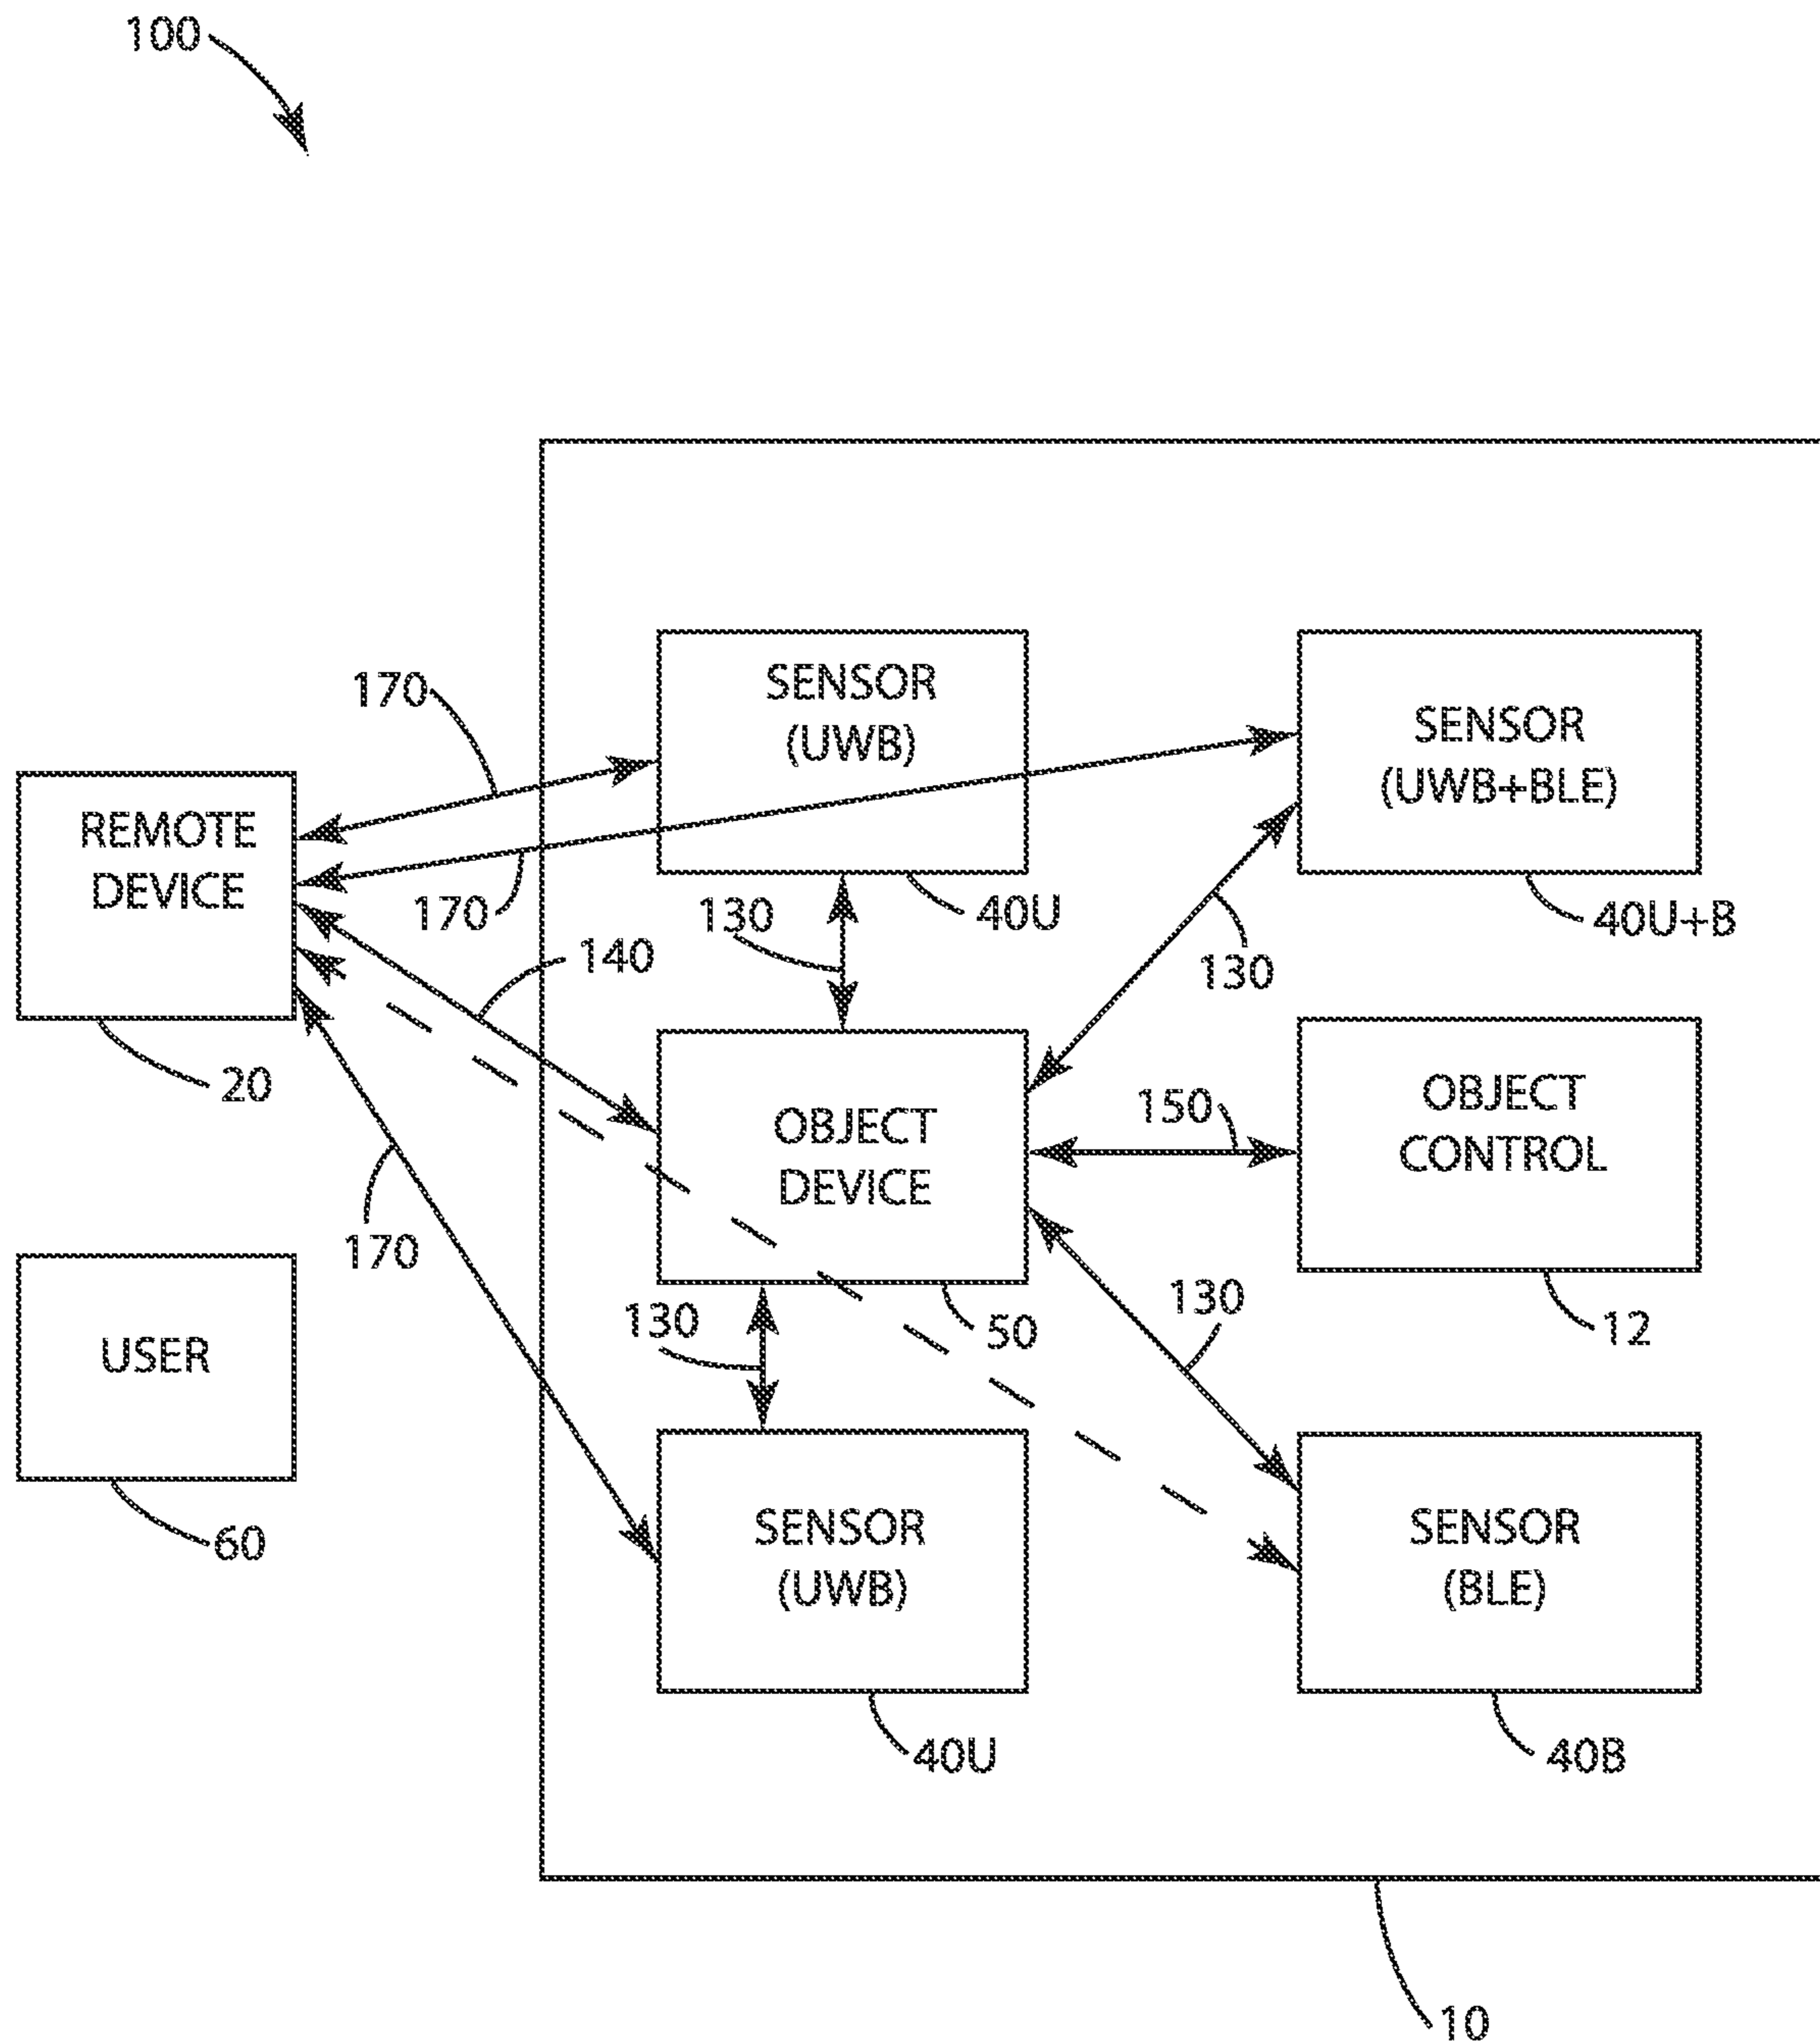 100
170
SENSOR
(UWB)
SENSOR
(UWB+BLE)
REMOTE
DEVICE
170
130
40U
40U+B
140
130
20
OBJECT
DEVICE
150
OBJECT
CONTROL
170
130
130
50
12
USER
60
SENSOR
(UWB)
SENSOR
(BLE)
40U
40B
10